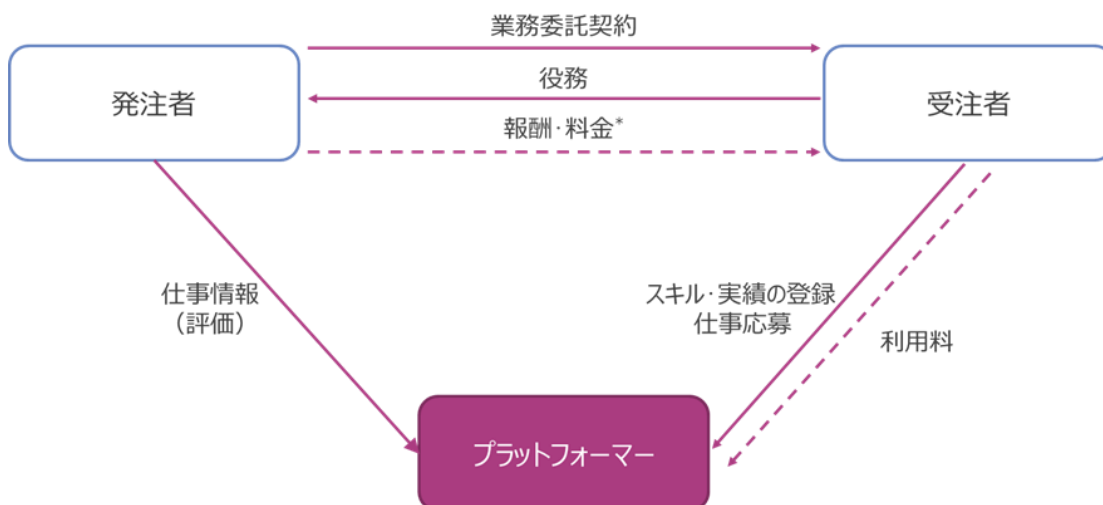 業務委託契約
発注者
役務
受注者
報酬・料金*
仕事情報
（評価）
スキル・実績の登録
仕事応募
利用料
プラットフォーマー